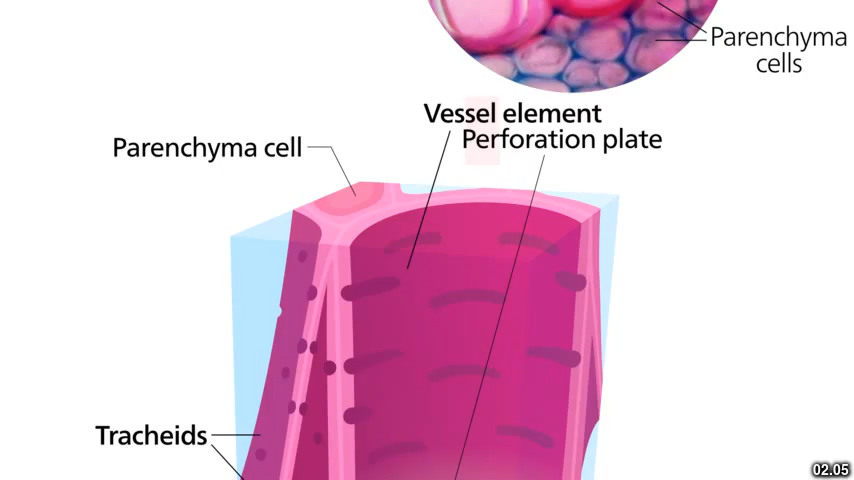 Parenchyma
cells
Vessel element
Perforation plate
Parenchyma cell
Tracheids
02.05